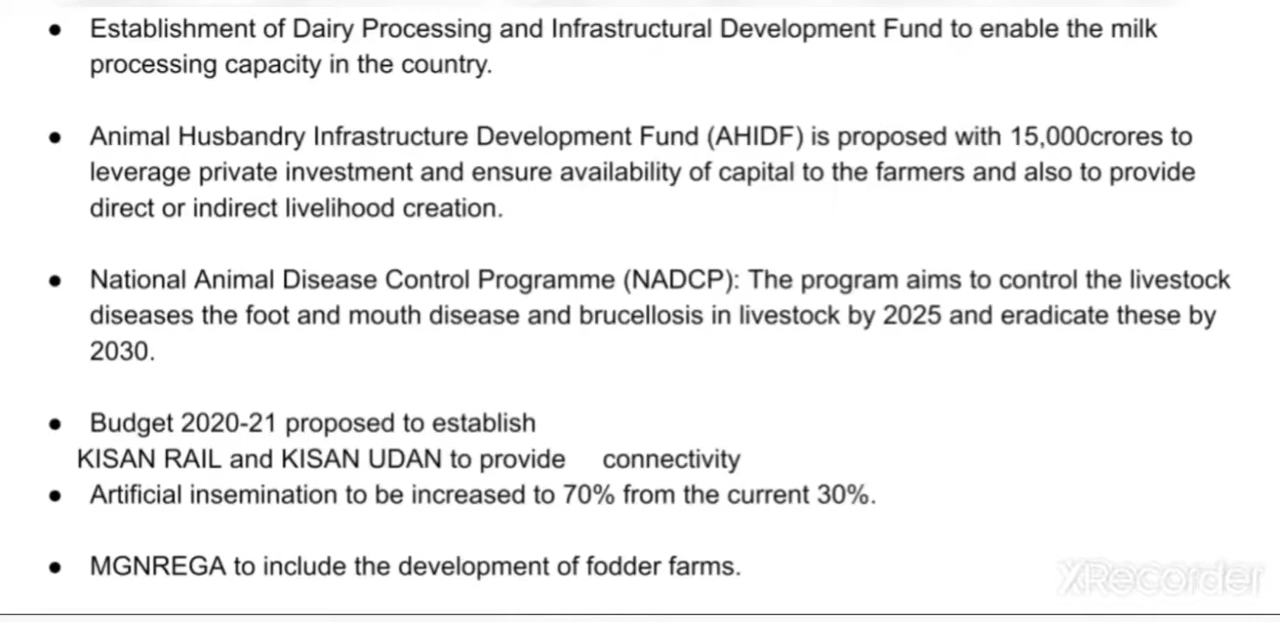 ● Establishment of Dairy Processing and Infrastructural Development Fund to enable the milk
processing capacity in the country.
● Animal Husbandry Infrastructure Development Fund (AHIDF) is proposed with 15,000crores to
leverage private investment and ensure availability of capital to the farmers and also to provide
direct or indirect livelihood creation.
● National Animal Disease Control Programme (NADCP): The program aims to control the livestock
diseases the foot and mouth disease and brucellosis in livestock by 2025 and eradicate these by
2030.
● Budget 2020-21 proposed to establish
KISAN RAIL and KISAN UDAN to provide connectivity
● Artificial insemination to be increased to 70% from the current 30%.
● MGNREGA to include the development of fodder farms.
XRecorder